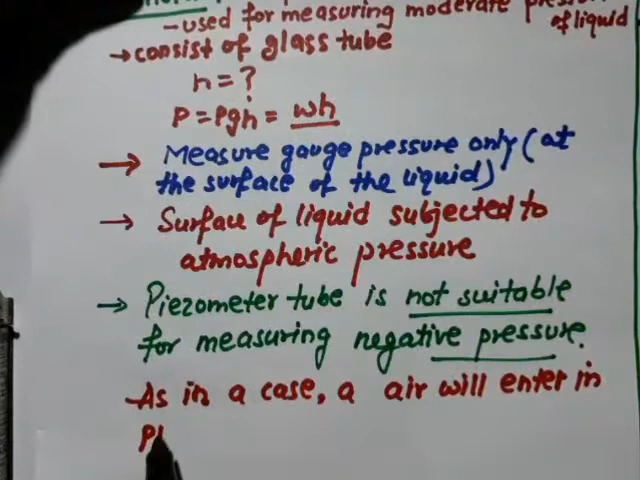 -used for measuring moderate
of liquid
→ consist of glass tube
h = ?
P = ρgh = wh
→ Measure gauge pressure only (at
the surface of the liquid)
→ Surface of liquid subjected to
atmospheric pressure
→ Piezometer tube is not suitable
for measuring negative pressure.
-As in a case, a air will enter in